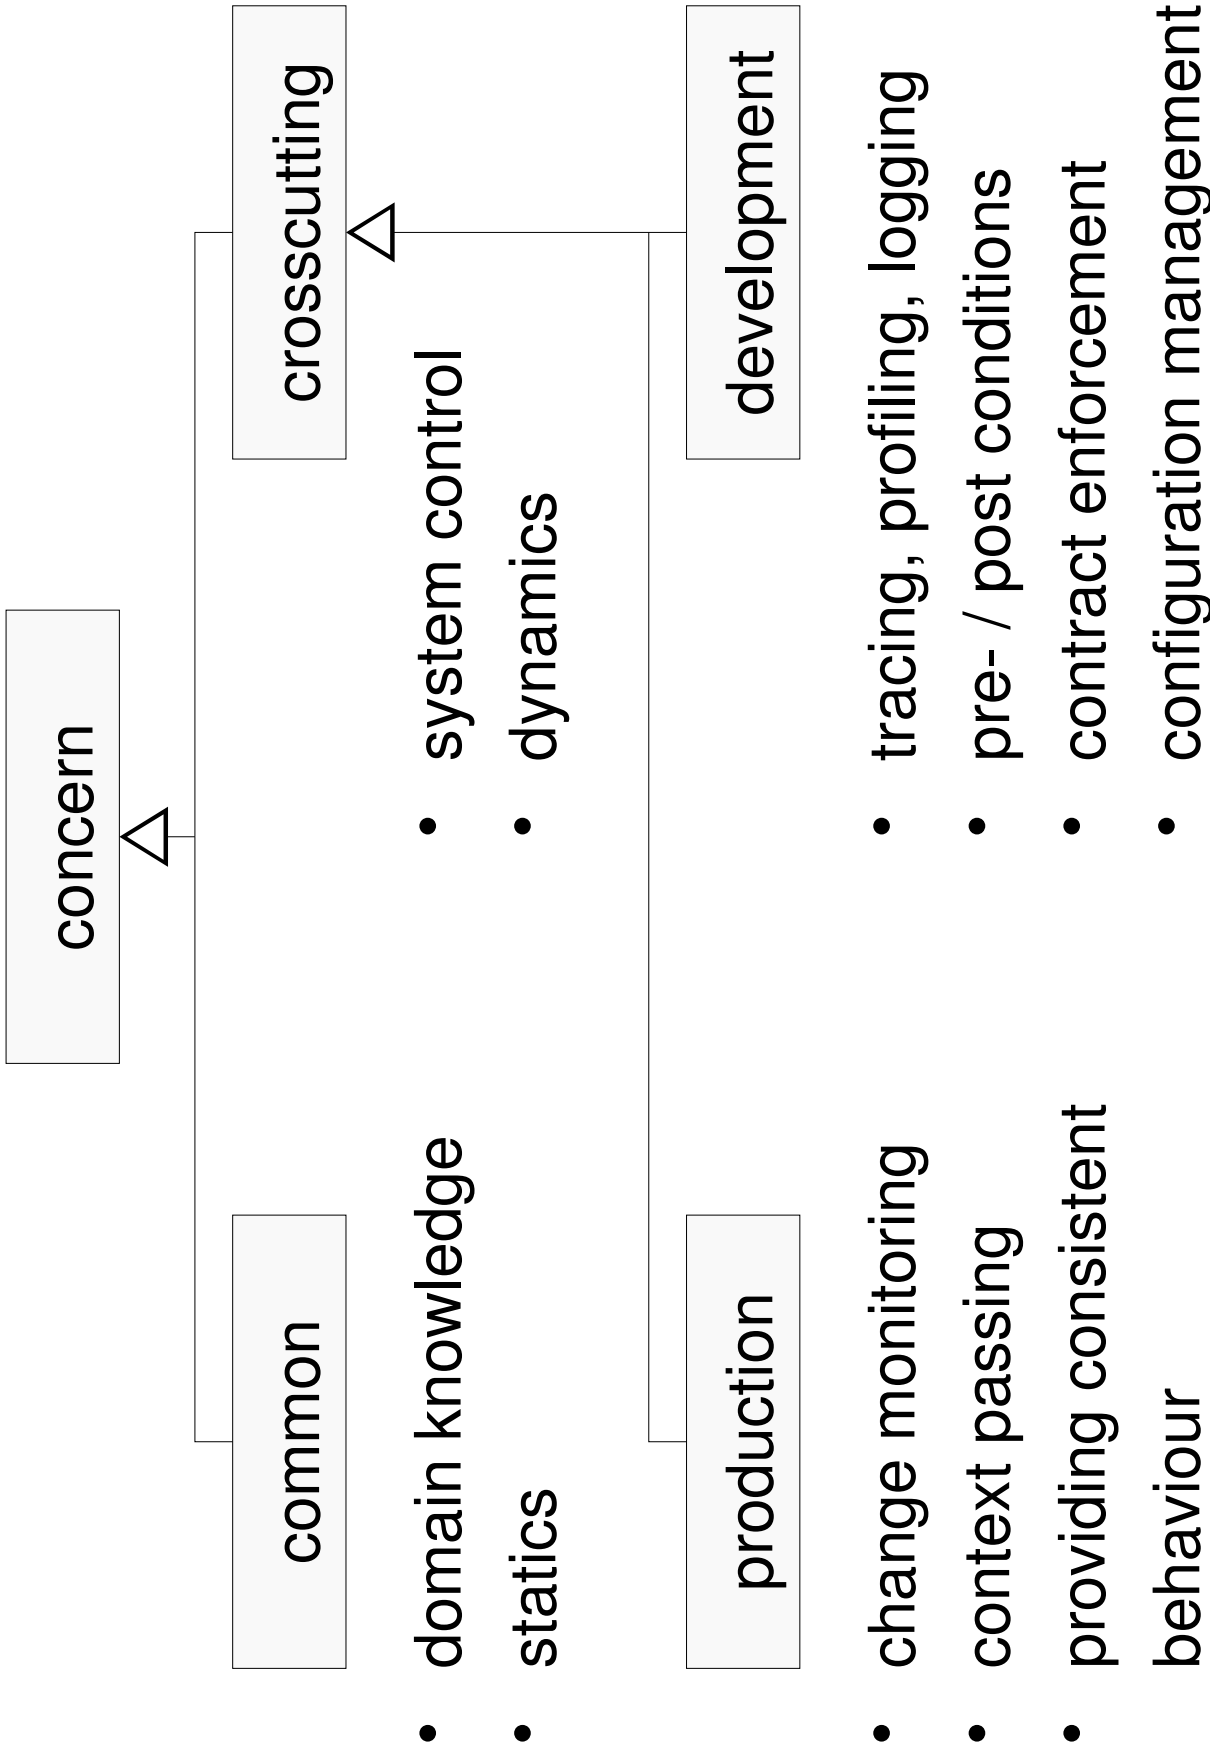 concern
common
crosscutting
• domain knowledge
• statics
• system control
• dynamics
production
development
• change monitoring
• context passing
• providing consistent
behaviour
• tracing, profiling, logging
• pre- / post conditions
• contract enforcement
• configuration management